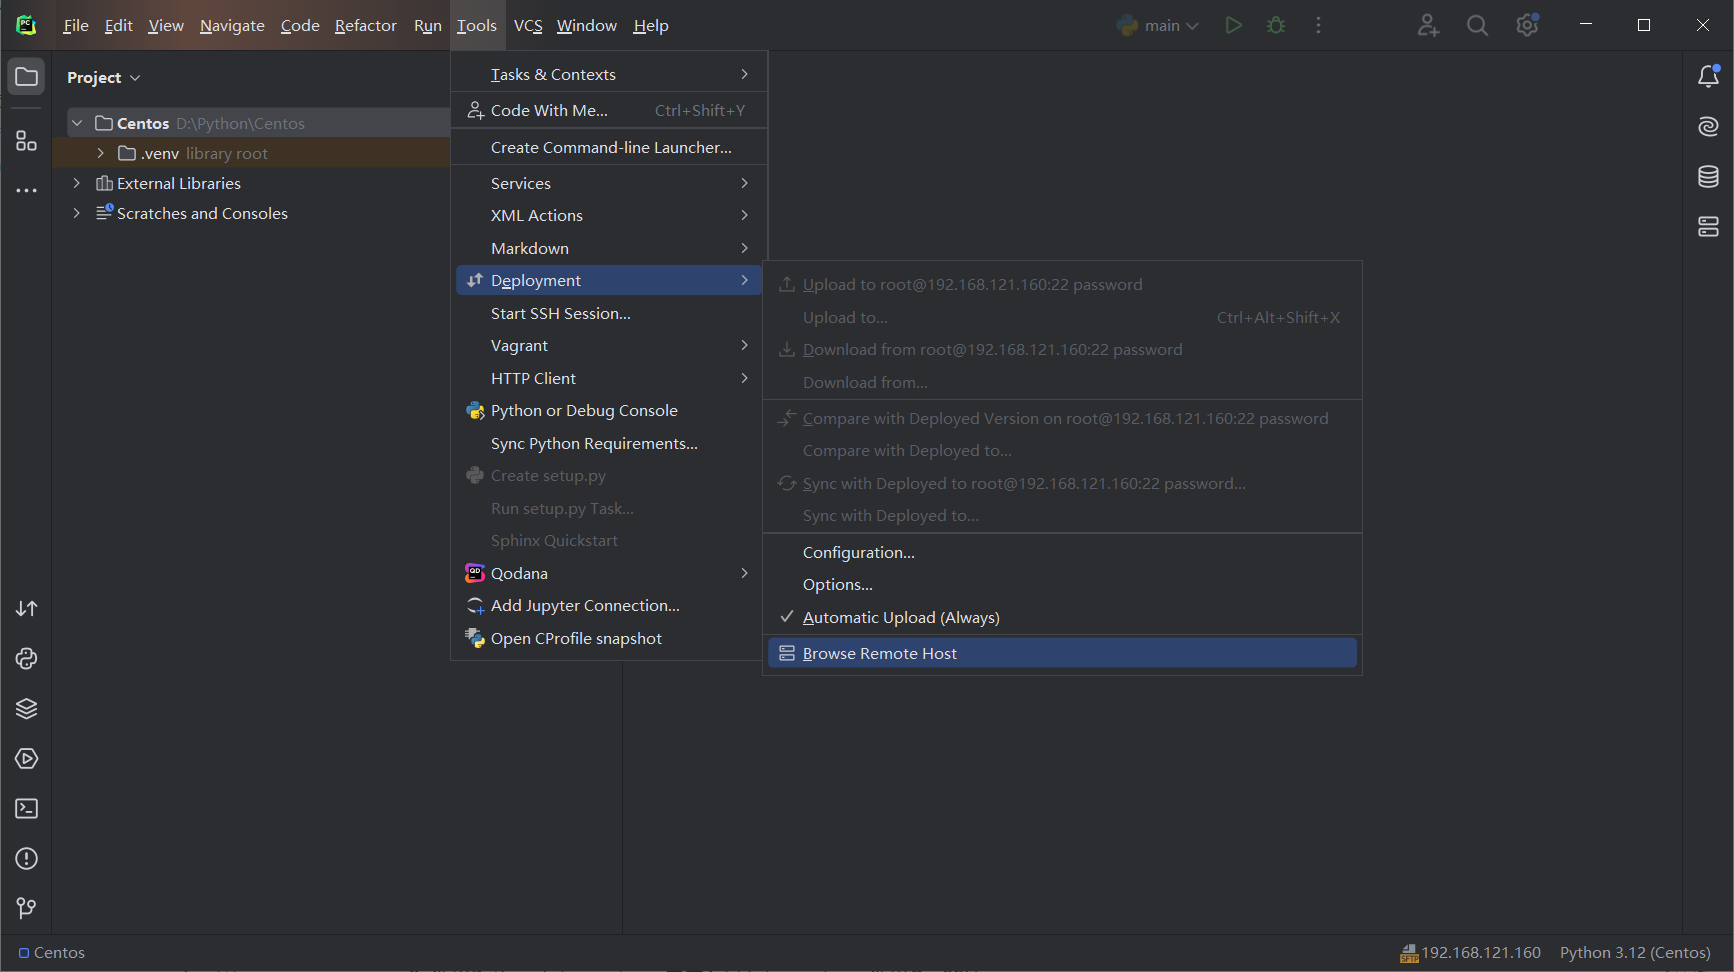 PC
File Edit View Navigate Code Refactor Run Tools VCS Window Help
main
Project
Centos D:\Python\Centos
.venv library root
External Libraries
Scratches and Consoles
Tasks & Contexts
Code With Me... Ctrl+Shift+Y
Create Command-line Launcher...
Services
XML Actions
Markdown
Deployment
Start SSH Session...
Vagrant
HTTP Client
Python or Debug Console
Sync Python Requirements...
Create setup.py
Run setup.py Task...
Sphinx Quickstart
QD Qodana
Add Jupyter Connection...
Open CProfile snapshot
Upload to root@192.168.121.160:22 password
Upload to... Ctrl+Alt+Shift+X
Download from root@192.168.121.160:22 password
Download from...
Compare with Deployed Version on root@192.168.121.160:22 password
Compare with Deployed to...
Sync with Deployed to root@192.168.121.160:22 password...
Sync with Deployed to...
Configuration...
Options...
Automatic Upload (Always)
Browse Remote Host
Centos
SFTP 192.168.121.160 Python 3.12 (Centos)